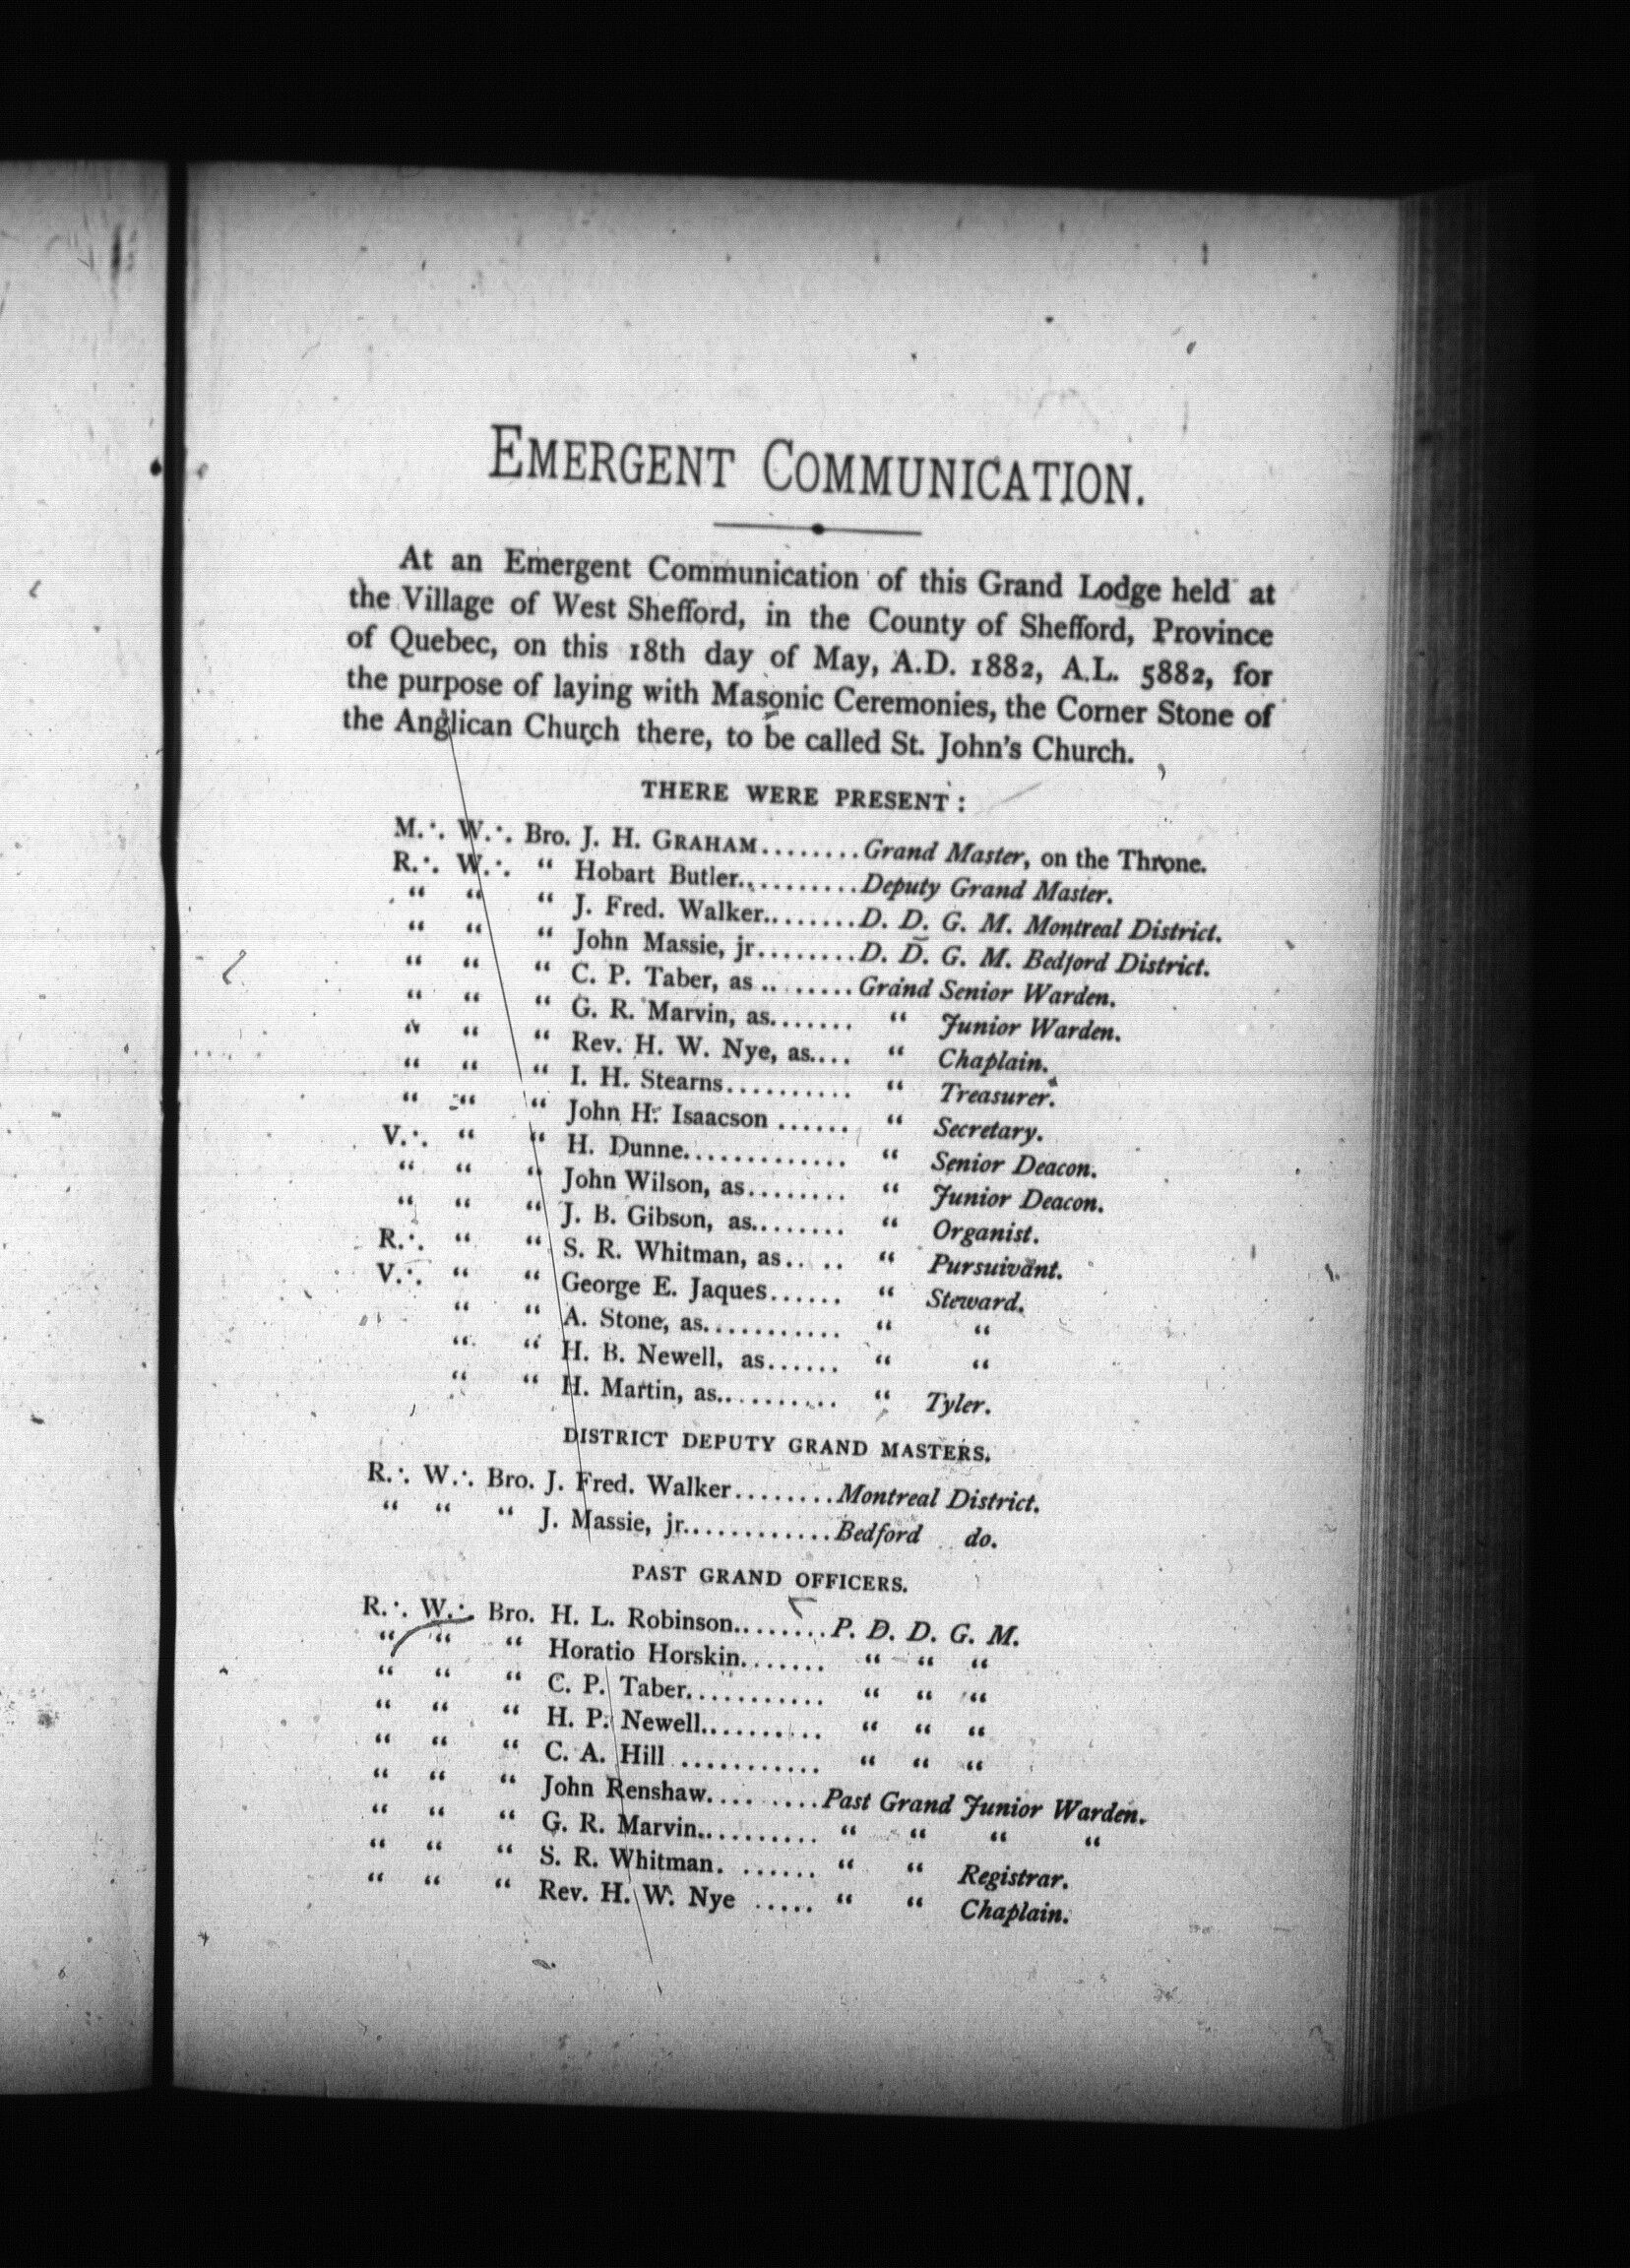 EMERGENT COMMUNICATION.
At an Emergent Communication of this Grand Lodge held at
the Village of West Shefford, in the County of Shefford, Province
of Quebec, on this 18th day of May, A.D. 1882, A.L. 5882, for
the purpose of laying with Masonic Ceremonies, the Corner Stone of
the Anglican Church there, to be called St. John's Church.
THERE WERE PRESENT:
M.∴ W.∴ Bro. J. H. GRAHAM........Grand Master, on the Throne.
R.∴ W.∴ “ Hobart Butler...........Deputy Grand Master.
“ “ “ J. Fred. Walker.........D. D. G. M. Montreal District.
“ “ “ John Massie, jr.........D. D. G. M. Bedford District.
“ “ “ C. P. Taber, as .. ......Grand Senior Warden.
“ “ “ G. R. Marvin, as....... “ Junior Warden.
“ “ “ Rev. H. W. Nye, as.... “ Chaplain.
“ “ “ I. H. Stearns.......... “ Treasurer.
“ “ “ John H. Isaacson ...... “ Secretary.
V.∴ “ “ H. Dunne............. “ Senior Deacon.
“ “ “ John Wilson, as........ “ Junior Deacon.
“ “ “ J. B. Gibson, as........ “ Organist.
R.∴ “ “ S. R. Whitman, as.. .. “ Pursuivant.
V.∴ “ “ George E. Jaques...... “ Steward.
“ “ A. Stone, as........... “ “
“ “ H. B. Newell, as...... “ “
“ “ H. Martin, as.......... “ Tyler.
DISTRICT DEPUTY GRAND MASTERS.
R.∴ W.∴ Bro. J. Fred. Walker........Montreal District.
“ “ “ J. Massie, jr............Bedford do.
PAST GRAND OFFICERS.
R.∴ W.∴ Bro. H. L. Robinson........P. D. D. G. M.
“ “ “ Horatio Horskin....... “ “ “
“ “ “ C. P. Taber........... “ “ “
“ “ “ H. P. Newell.......... “ “ “
“ “ “ C. A. Hill ........... “ “ “
“ “ “ John Renshaw.... ....Past Grand Junior Warden.
“ “ “ G. R. Marvin.......... “ “ “ “
“ “ “ S. R. Whitman. ...... “ “ Registrar.
“ “ “ Rev. H. W. Nye ..... “ “ Chaplain.